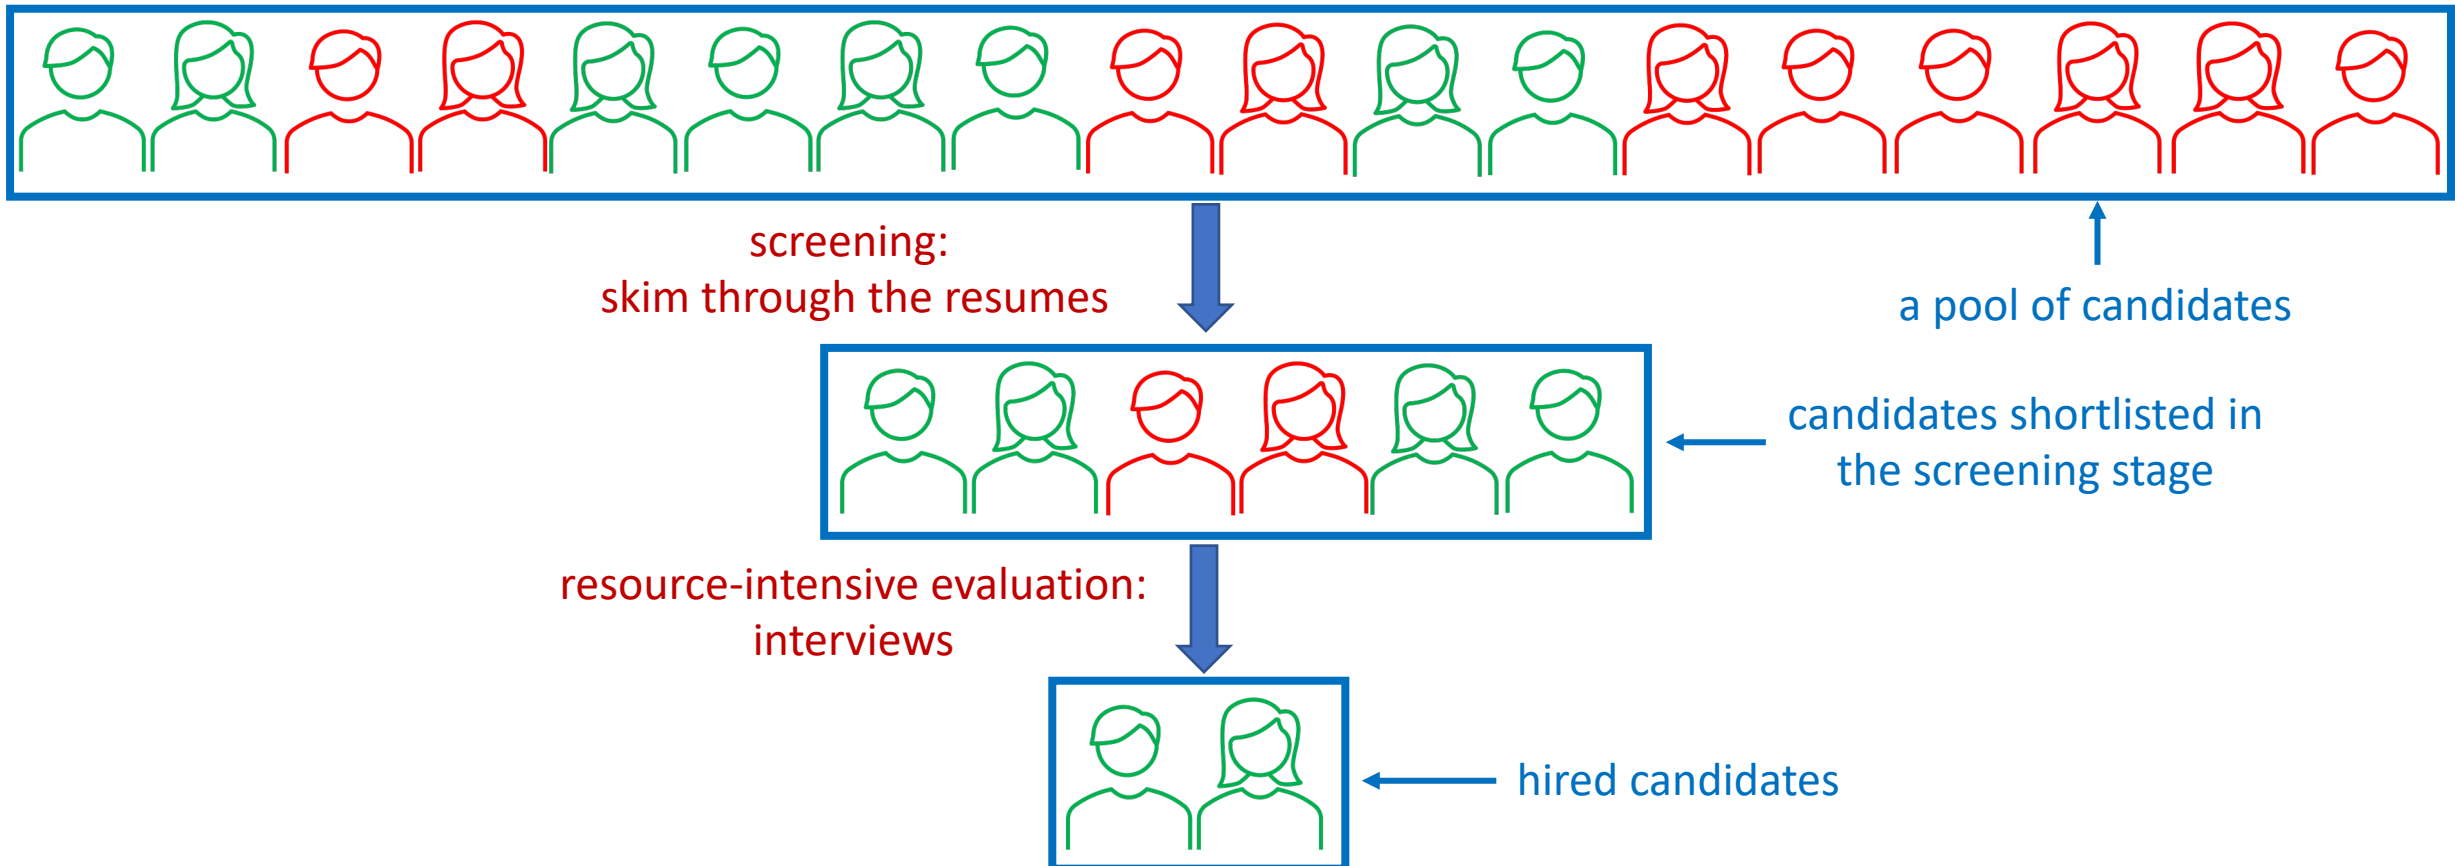 screening:
skim through the resumes
a pool of candidates
candidates shortlisted in
the screening stage
resource-intensive evaluation:
interviews
hired candidates